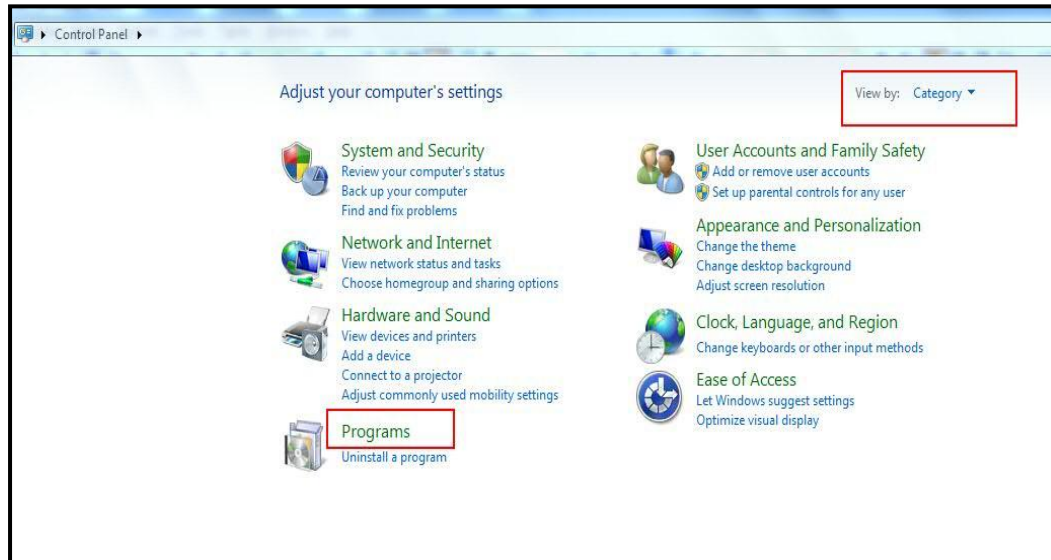 Control Panel
Adjust your computer's settings
View by: Category
System and Security
Review your computer's status
Back up your computer
Find and fix problems
Network and Internet
View network status and tasks
Choose homegroup and sharing options
Hardware and Sound
View devices and printers
Add a device
Connect to a projector
Adjust commonly used mobility settings
Programs
Uninstall a program
User Accounts and Family Safety
Add or remove user accounts
Set up parental controls for any user
Appearance and Personalization
Change the theme
Change desktop background
Adjust screen resolution
Clock, Language, and Region
Change keyboards or other input methods
Ease of Access
Let Windows suggest settings
Optimize visual display